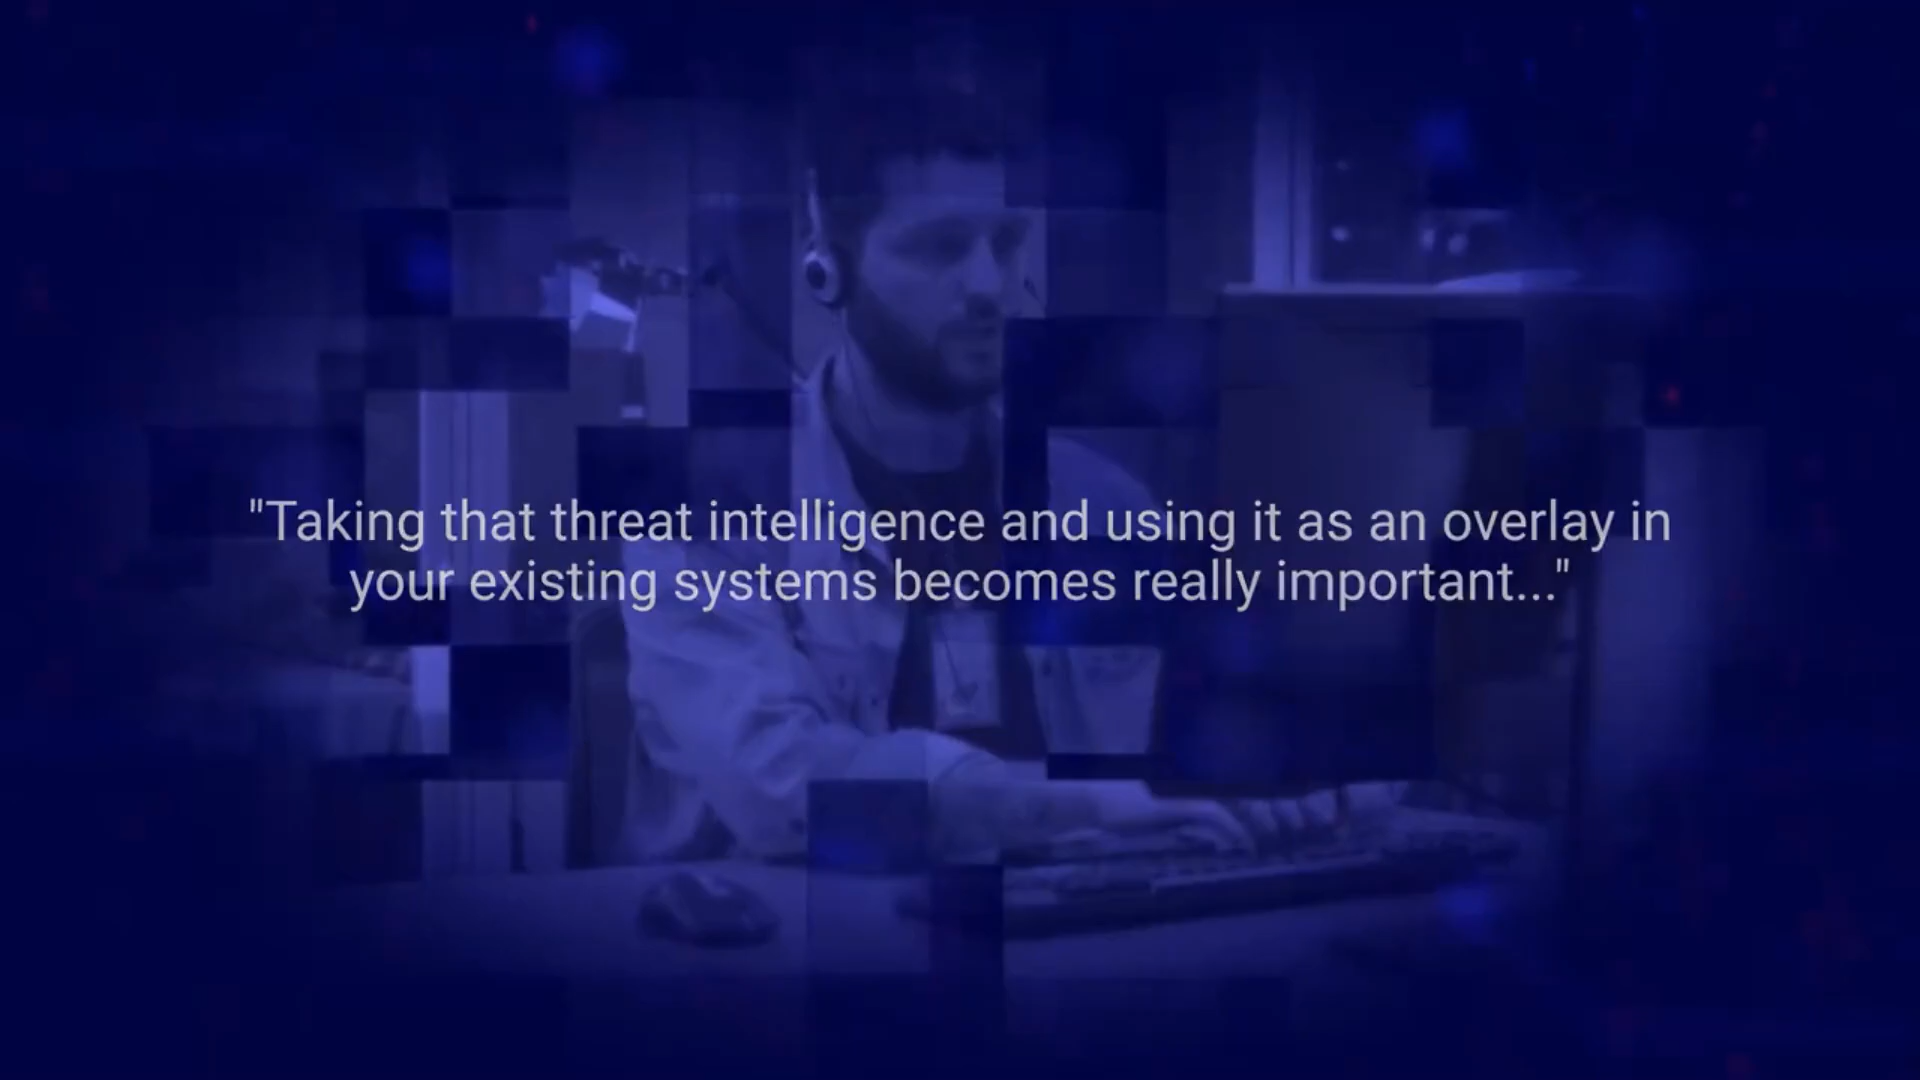 "Taking that threat intelligence and using it as an overlay in
your existing systems becomes really important..."